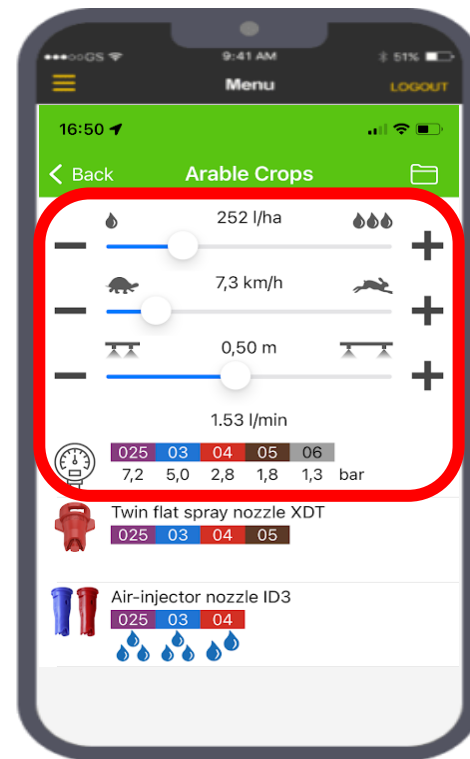 GS 9:41 AM 51%
Menu LOGOUT
16:50
Back Arable Crops
252 l/ha
7,3 km/h
0,50 m
1.53 l/min
025 03 04 05 06
7,2 5,0 2,8 1,8 1,3 bar
Twin flat spray nozzle XDT
025 03 04 05
Air-injector nozzle ID3
025 03 04